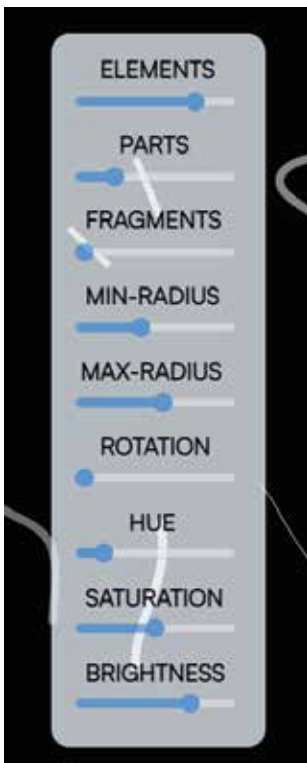 ELEMENTS
PARTS
FRAGMENTS
MIN-RADIUS
MAX-RADIUS
ROTATION
HUE
SATURATION
BRIGHTNESS